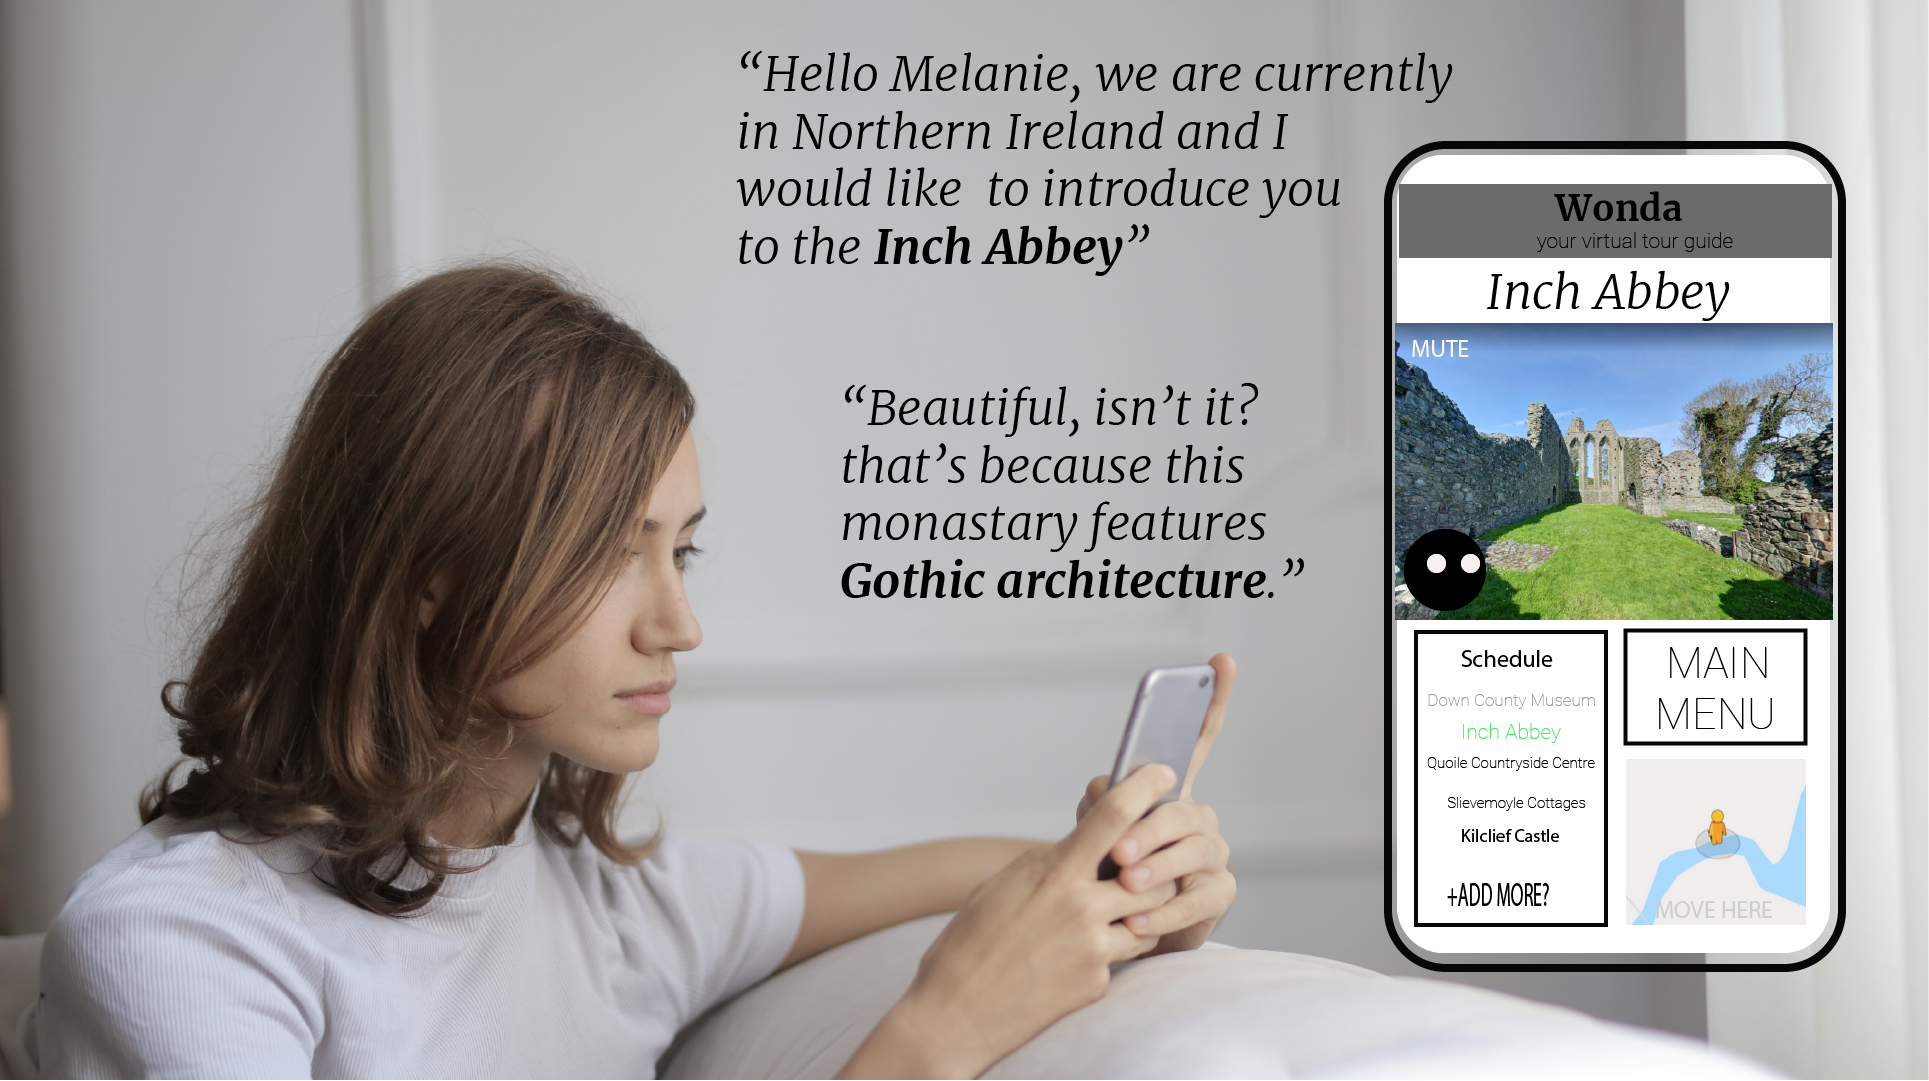 “Hello Melanie, we are currently
in Northern Ireland and I
would like  to introduce you
to the Inch Abbey”
“Beautiful, isn’t it?
that’s because this
monastary features
Gothic architecture.”
Wonda
your virtual tour guide
Inch Abbey
MUTE
Schedule
Down County Museum
Inch Abbey
Quoile Countryside Centre
Slievemoyle Cottages
Kilclief Castle
+ADD MORE?
MAIN
MENU
MOVE HERE